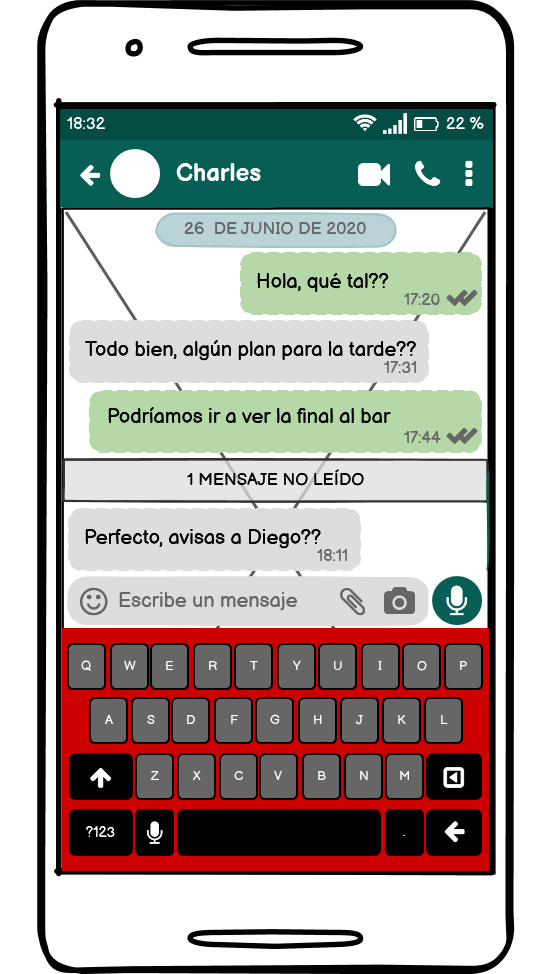 18:32 22 %
Charles
26 DE JUNIO DE 2020
Hola, qué tal??
17:20
Todo bien, algún plan para la tarde??
17:31
Podríamos ir a ver la final al bar
17:44
1 MENSAJE NO LEÍDO
Perfecto, avisas a Diego??
18:11
Escribe un mensaje
Q W E R T Y U I O P
A S D F G H J K L
Z X C V B N M
?123 .